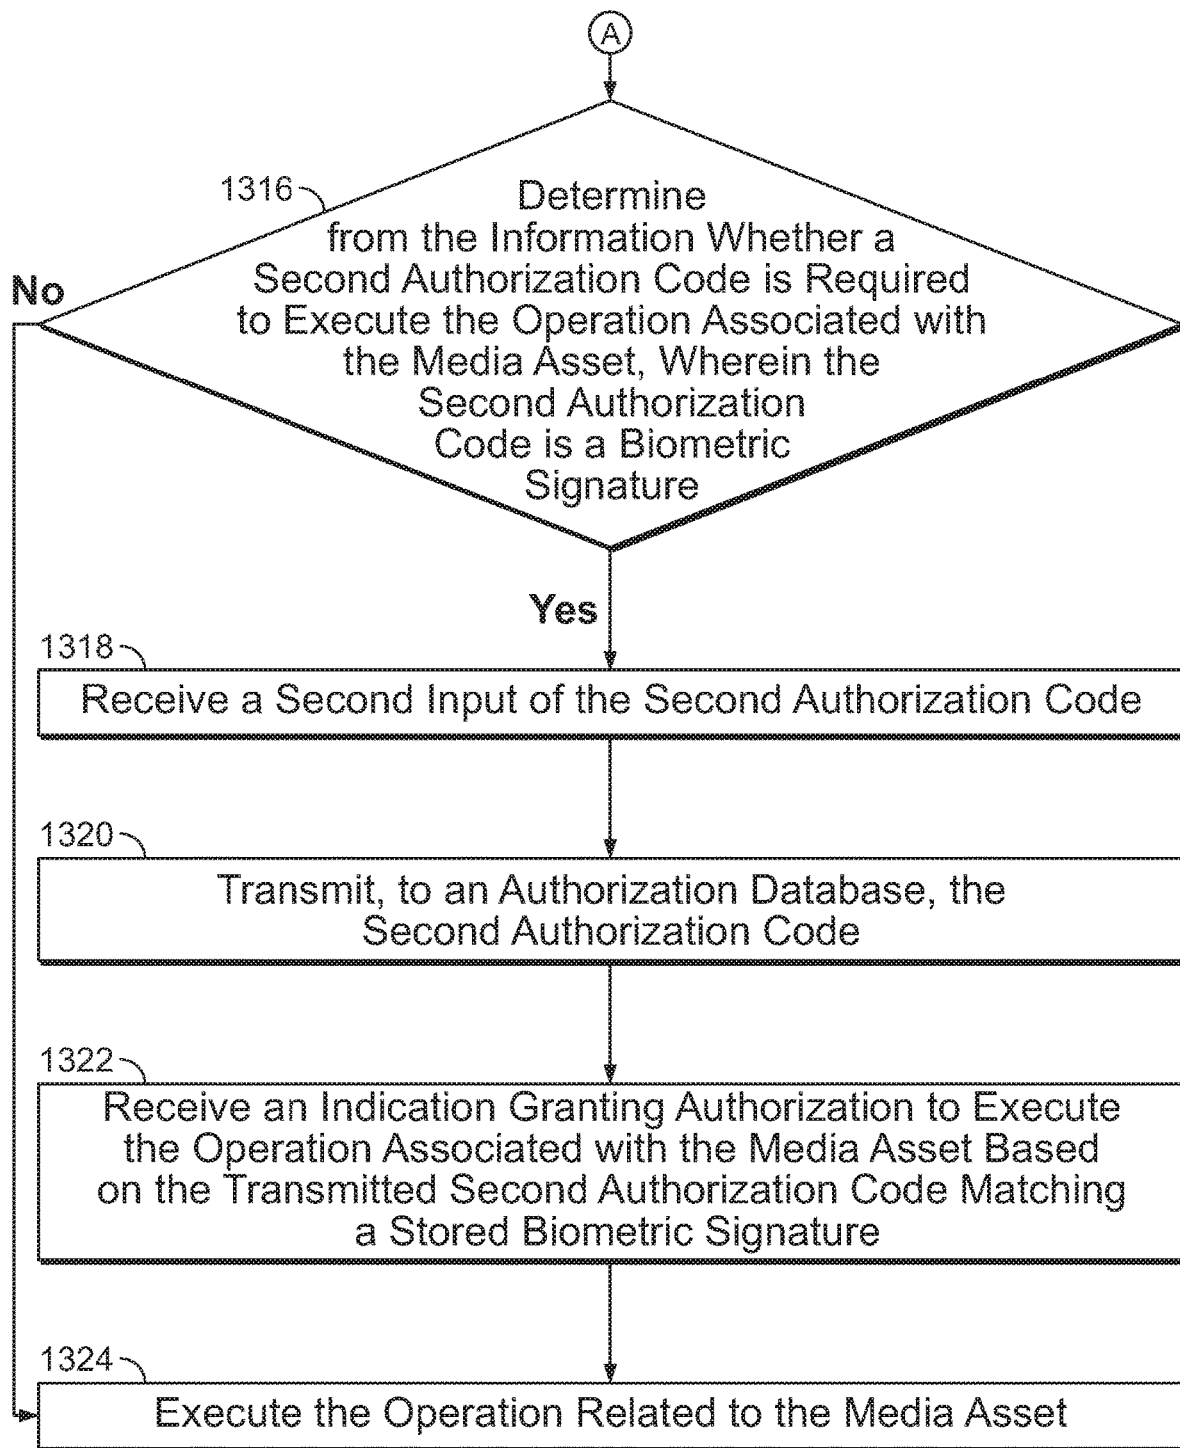 A
1316
Determine
from the Information Whether a
Second Authorization Code is Required
to Execute the Operation Associated with
the Media Asset, Wherein the
Second Authorization
Code is a Biometric
Signature
No
Yes
1318
Receive a Second Input of the Second Authorization Code
1320
Transmit, to an Authorization Database, the
Second Authorization Code
1322
Receive an Indication Granting Authorization to Execute
the Operation Associated with the Media Asset Based
on the Transmitted Second Authorization Code Matching
a Stored Biometric Signature
1324
Execute the Operation Related to the Media Asset